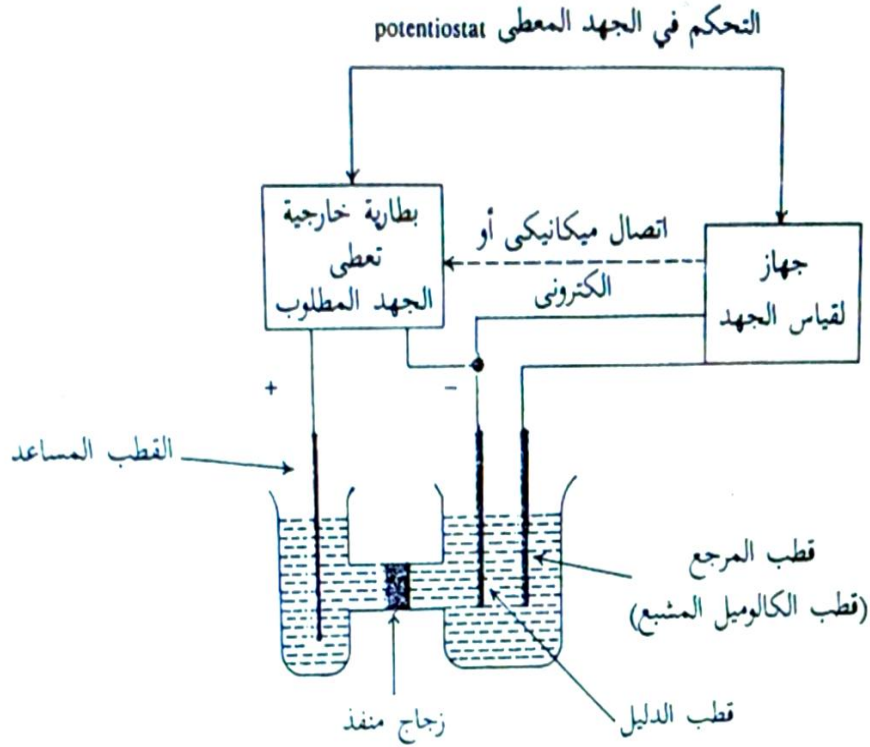 التحكم في الجهد المعطى potentiostat
بطارية خارجية
تعطى
الجهد المطلوب
اتصال ميكانيكى أو
الكترونى
جهاز
لقياس الجهد
+
−
القطب المساعد
قطب المرجع
(قطب الكالوميل المشبع)
زجاج منفذ
قطب الدليل